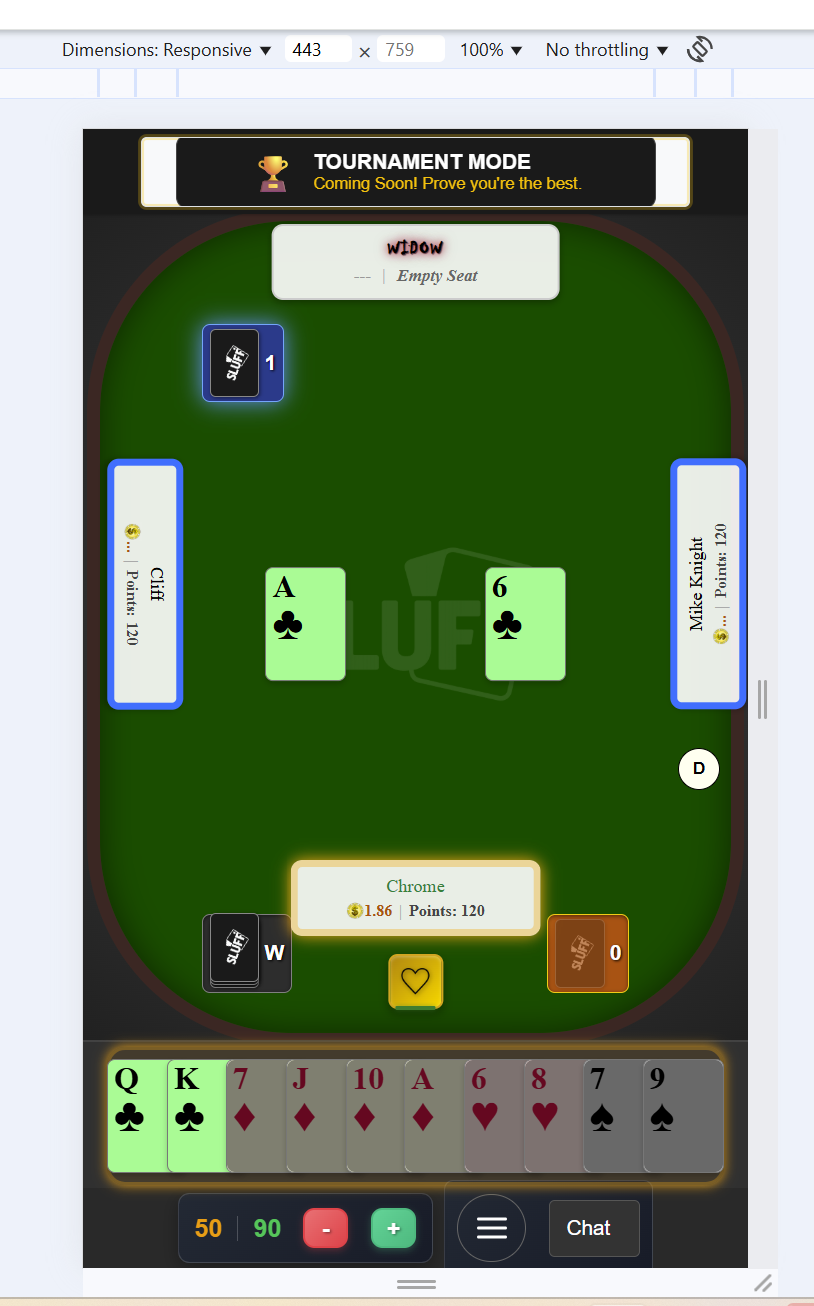 Dimensions: Responsive ▼ 443 × 759 100% ▼ No throttling ▼
TOURNAMENT MODE
Coming Soon! Prove you're the best.
WIDOW
--- | Empty Seat
SLUFF 1
Cliff
... | Points: 120
Mike Knight
... | Points: 120
A
6
LUF
D
Chrome
$1.86 | Points: 120
SLUFF W
SLUFF 0
Q K 7 J 10 A 6 8 7 9
50 | 90 - +
Chat